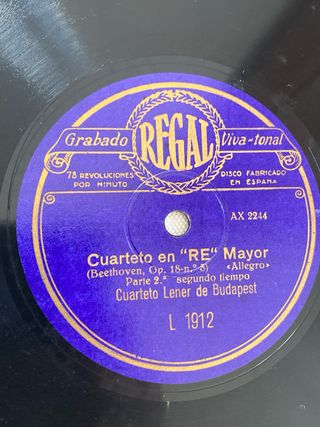 Grabado REGAL Viva-tonal
78 REVOLUCIONES
POR MINUTO
DISCO FABRICADO
EN ESPAÑA
AX 2244
Cuarteto en "RE" Mayor
(Beethoven, Op. 18-n.º 3) «Allegro»
Parte 2.ª segundo tiempo
Cuarteto Lener de Budapest
L 1912